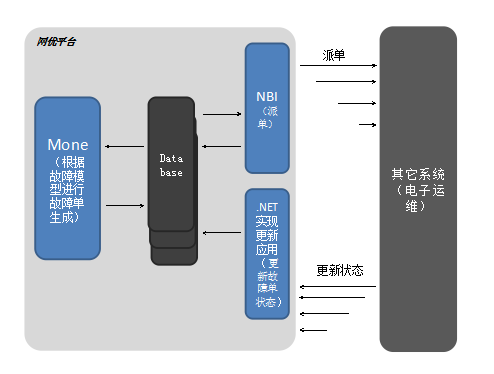 网优平台
Mone
（根据
故障模
型进行
故障单
生成）
Data
base
NBI
（派
单）
.NET
实现
更新
应用
（更
新故
障单
状态）
派单
更新状态
其它系统
（电子运
维）